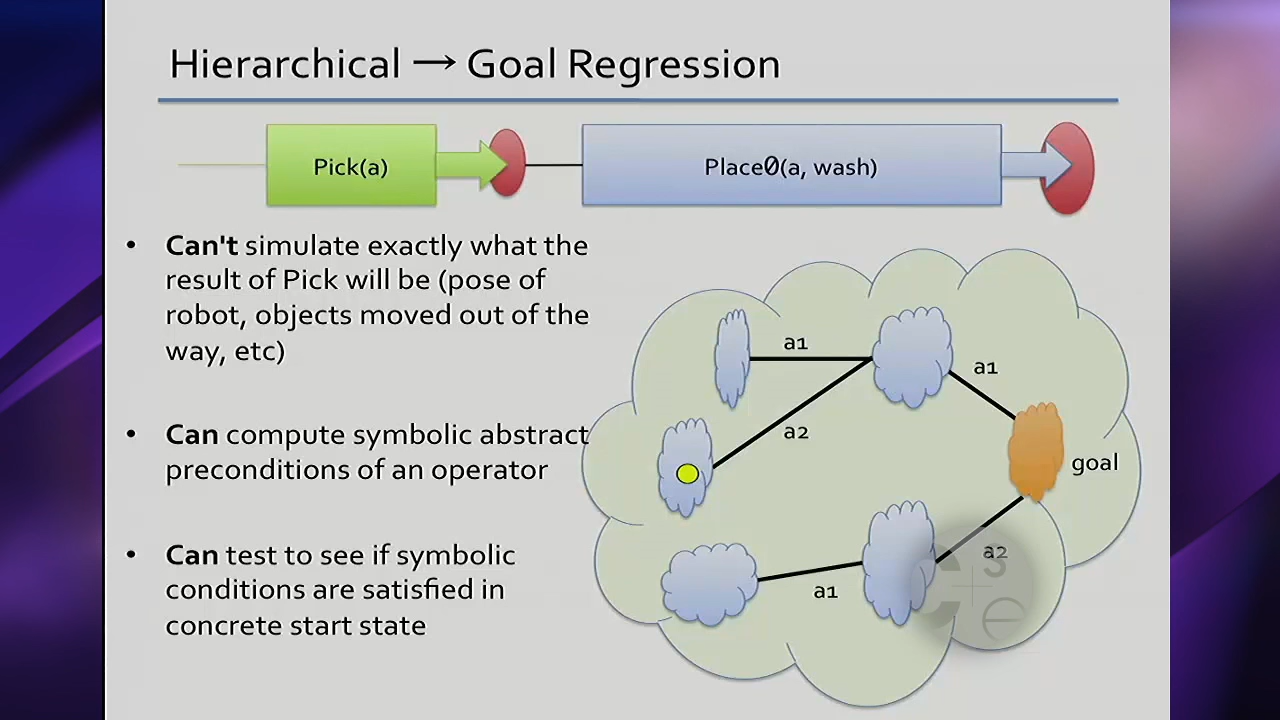 Hierarchical → Goal Regression
Pick(a)
Place0(a, wash)
• Can't simulate exactly what the
result of Pick will be (pose of
robot, objects moved out of the
way, etc)
• Can compute symbolic abstract
preconditions of an operator
• Can test to see if symbolic
conditions are satisfied in
concrete start state
a1
a1
a2
goal
a2
a1